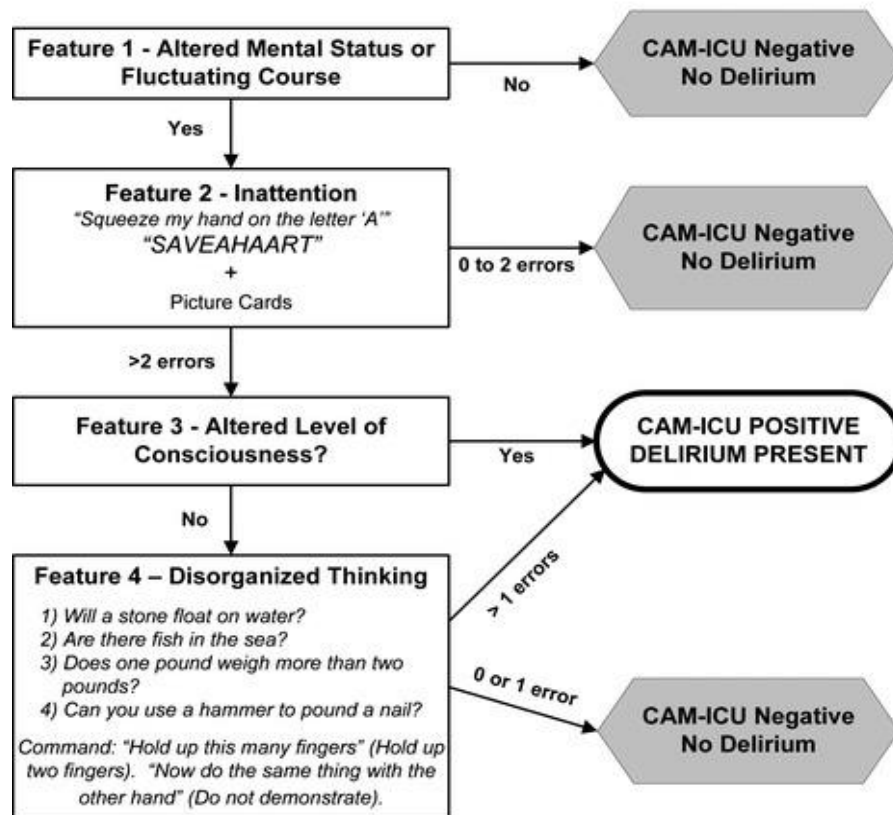 Feature 1 - Altered Mental Status or
Fluctuating Course
No
CAM-ICU Negative
No Delirium
Yes
Feature 2 - Inattention
“Squeeze my hand on the letter ‘A’”
“SAVEAHAART”
+
Picture Cards
0 to 2 errors
CAM-ICU Negative
No Delirium
>2 errors
Feature 3 - Altered Level of
Consciousness?
Yes
CAM-ICU POSITIVE
DELIRIUM PRESENT
No
Feature 4 – Disorganized Thinking
1) Will a stone float on water?
2) Are there fish in the sea?
3) Does one pound weigh more than two
pounds?
4) Can you use a hammer to pound a nail?
Command: “Hold up this many fingers” (Hold up
two fingers). “Now do the same thing with the
other hand” (Do not demonstrate).
> 1 errors
0 or 1 error
CAM-ICU Negative
No Delirium